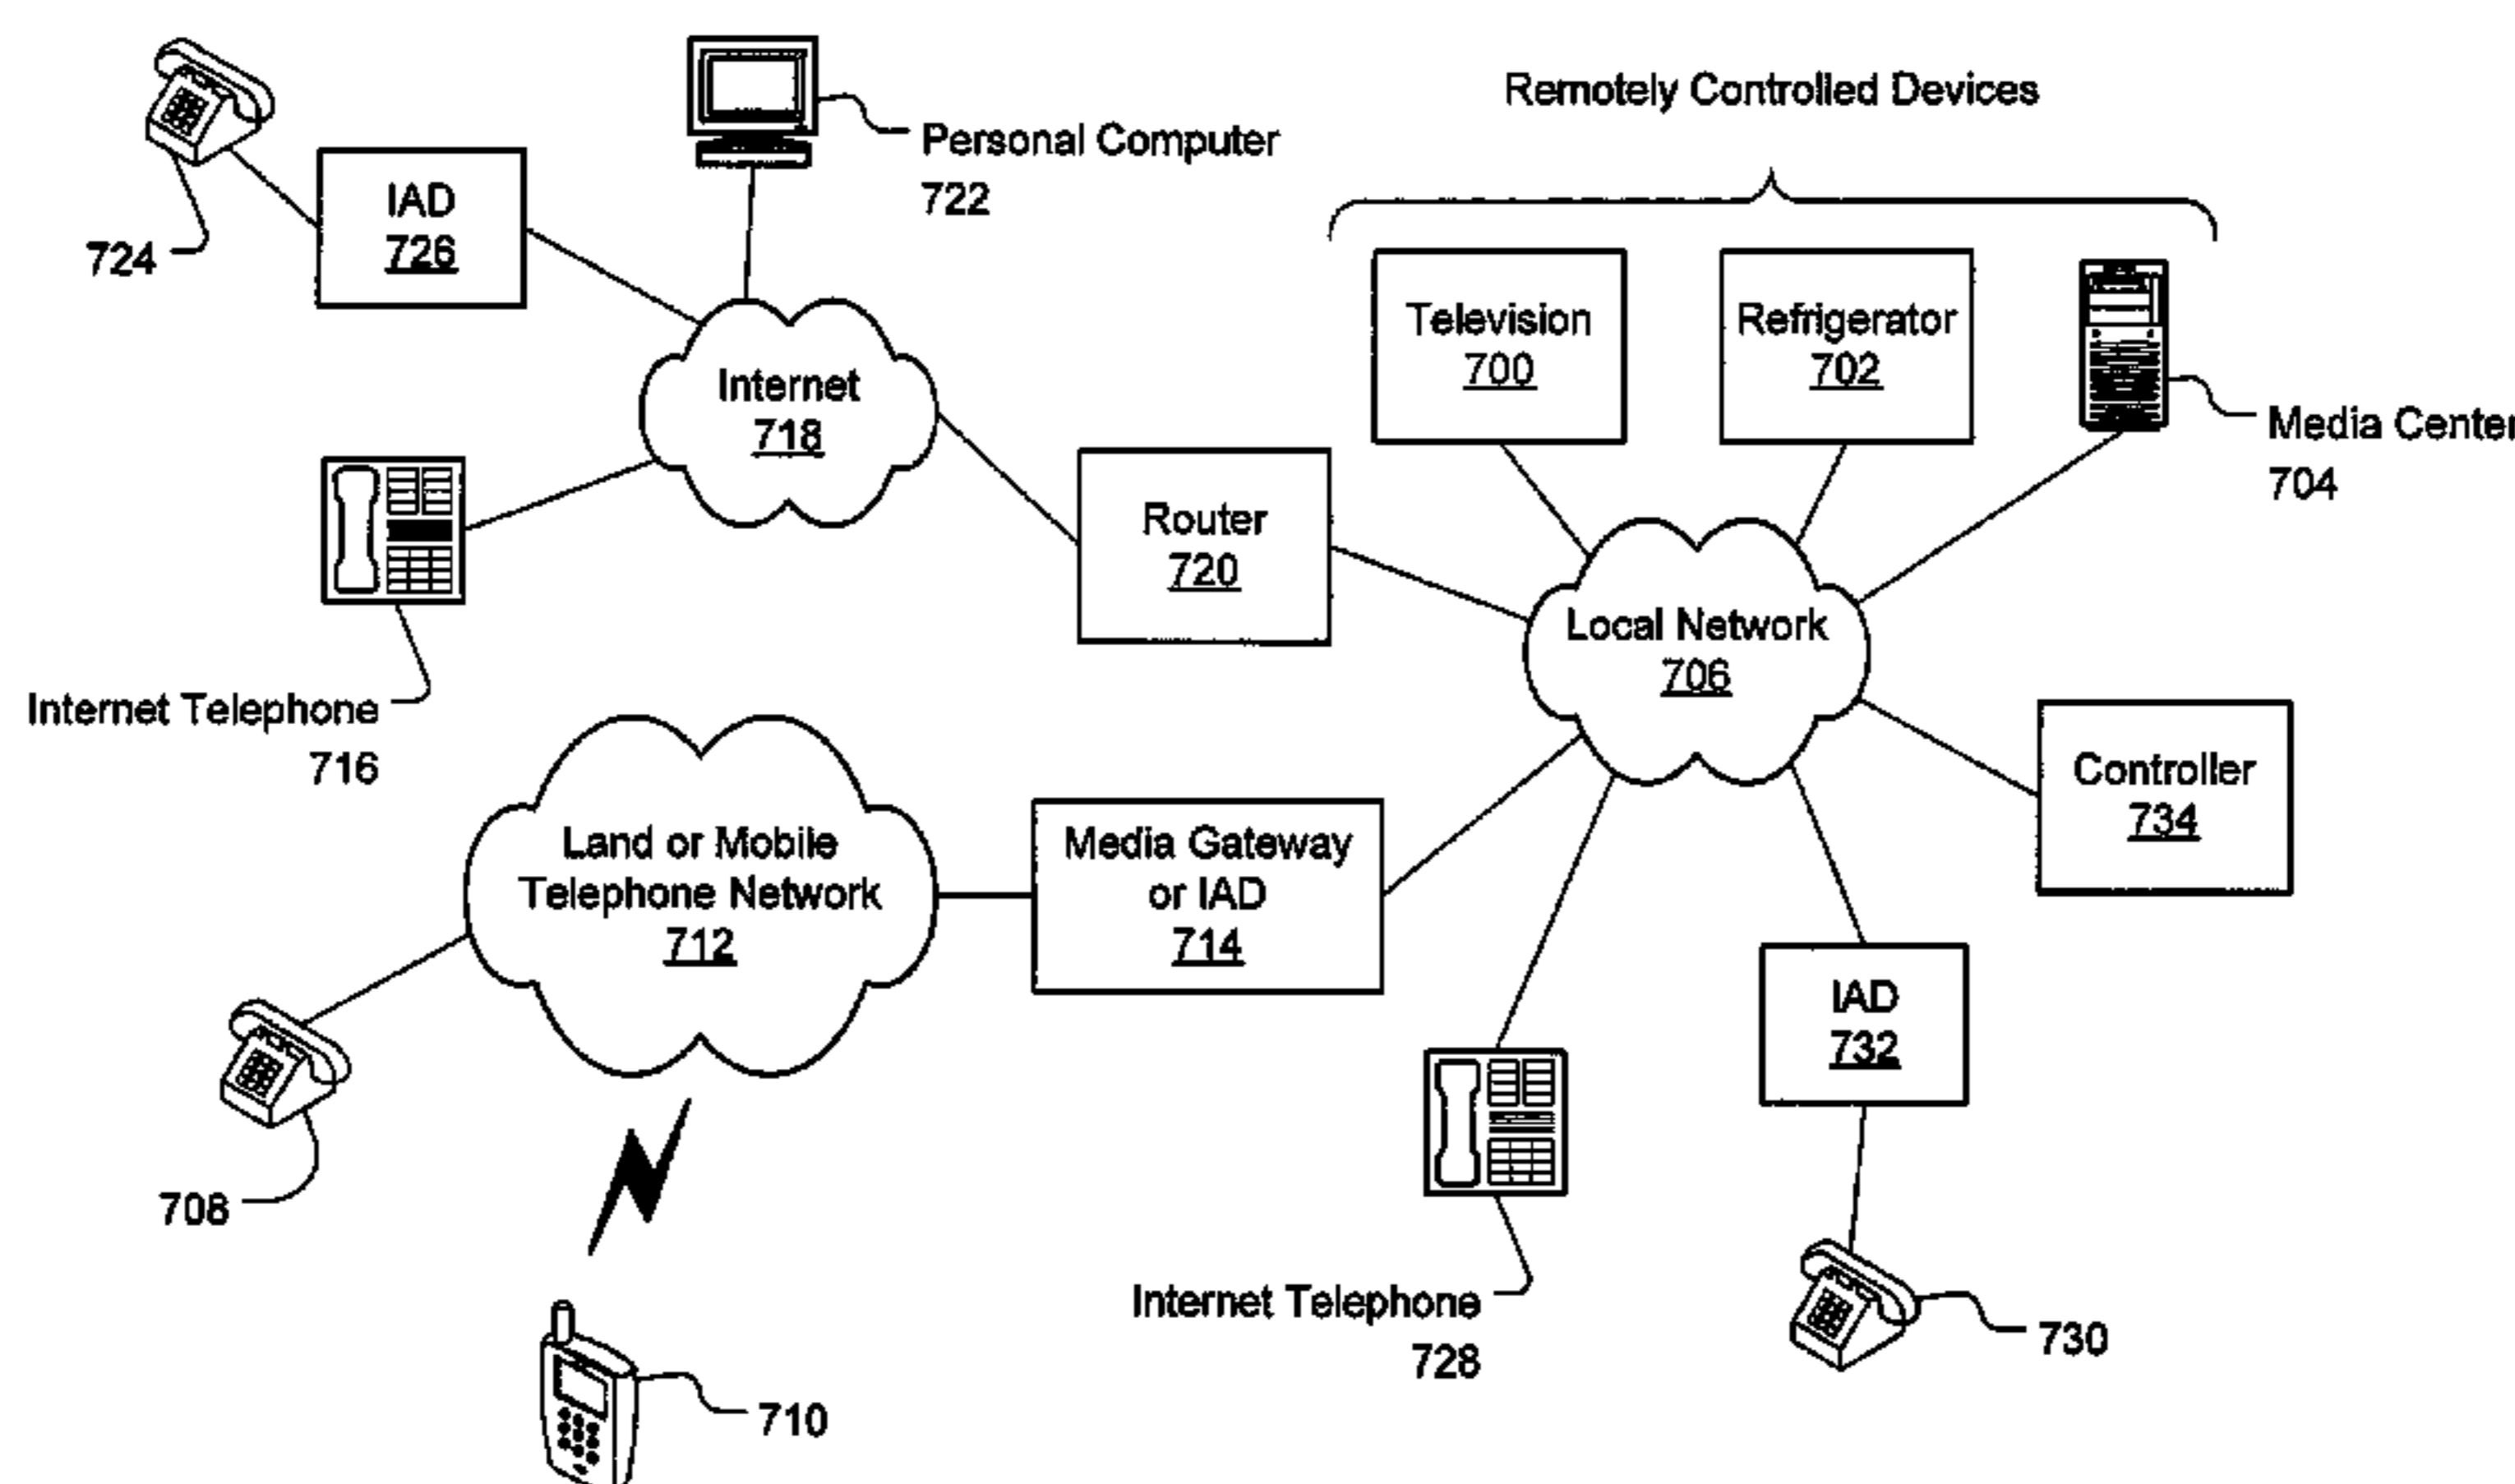 Remotely Controlled Devices
Personal Computer
722
IAD
726
724
Television
700
Refrigerator
702
Media Center
704
Internet
718
Router
720
Local Network
706
Internet Telephone
716
Controller
734
Land or Mobile
Telephone Network
712
Media Gateway
or IAD
714
IAD
732
708
Internet Telephone
728
730
710